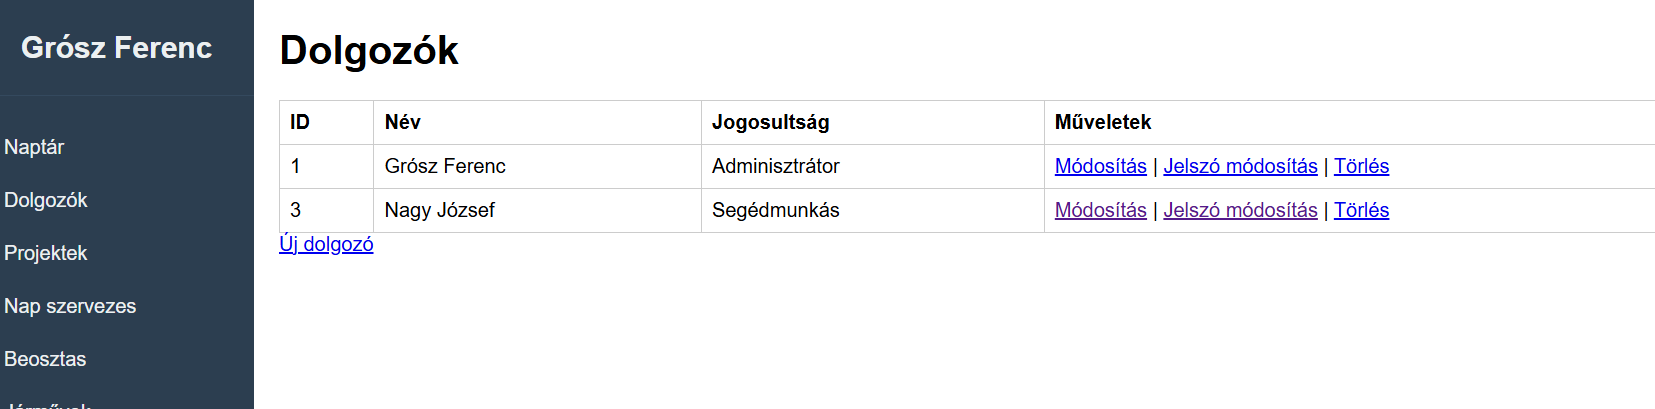 Grósz Ferenc
Naptár
Dolgozók
Projektek
Nap szervezes
Beosztas
Járművek
Dolgozók
ID Név Jogosultság Műveletek
1 Grósz Ferenc Adminisztrátor Módosítás | Jelszó módosítás | Törlés
3 Nagy József Segédmunkás Módosítás | Jelszó módosítás | Törlés
Új dolgozó